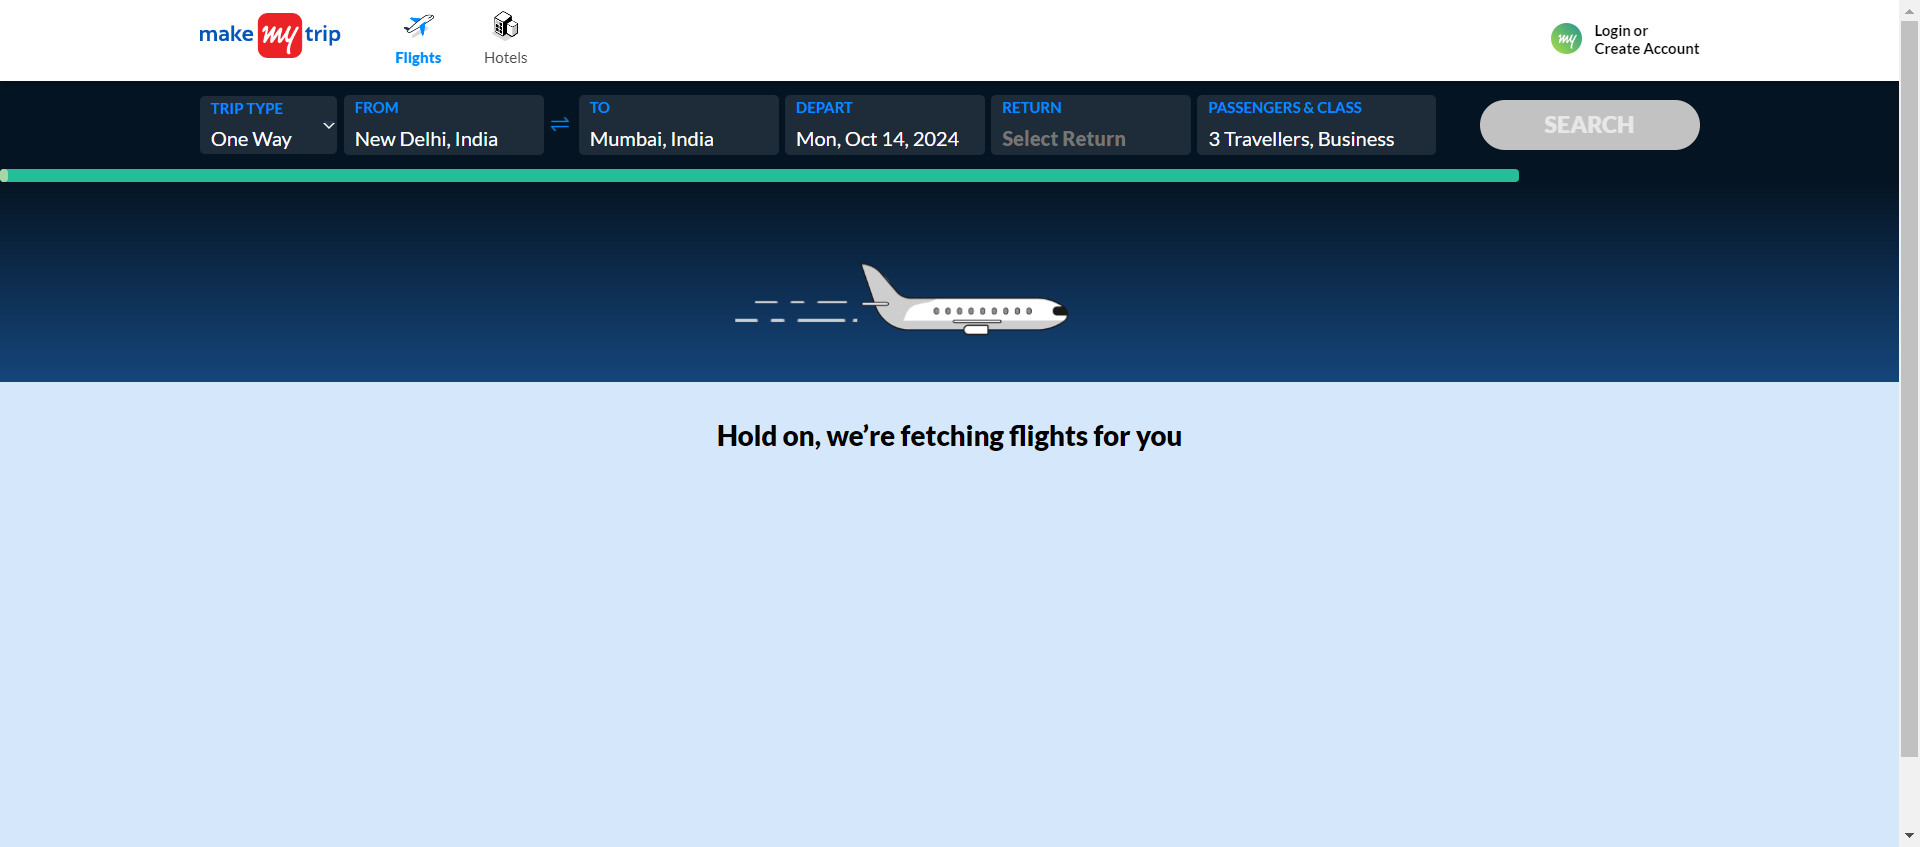 make my trip
Flights
Hotels
my
Login or
Create Account
TRIP TYPE
One Way
FROM
New Delhi, India
TO
Mumbai, India
DEPART
Mon, Oct 14, 2024
RETURN
Select Return
PASSENGERS & CLASS
3 Travellers, Business
SEARCH
Hold on, we’re fetching flights for you